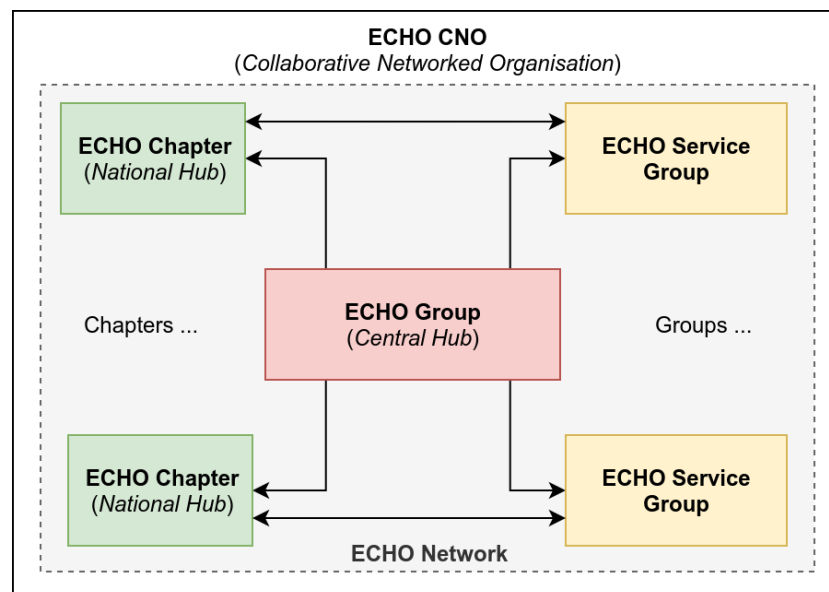 ECHO CNO
(Collaborative Networked Organisation)
ECHO Chapter
(National Hub)
ECHO Service
Group
ECHO Group
(Central Hub)
Chapters ...
Groups ...
ECHO Chapter
(National Hub)
ECHO Service
Group
ECHO Network